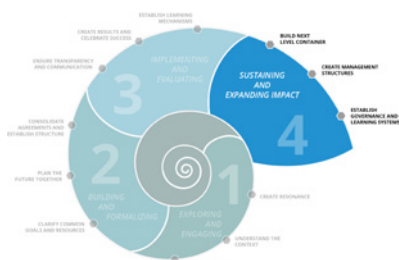 ESTABLISH LEARNING
MECHANISMS
CREATE RESULTS AND
CELEBRATE SUCCESS
ENSURE TRANSPARENCY
AND COMMUNICATION
3
IMPLEMENTING
AND
EVALUATING
BUILD NEXT
LEVEL CONTAINER
CREATE MANAGEMENT
STRUCTURES
ESTABLISH
GOVERNANCE AND
LEARNING SYSTEMS
SUSTAINING
AND
EXPANDING IMPACT
4
CONSOLIDATE
AGREEMENTS AND
ESTABLISH STRUCTURE
PLAN THE
FUTURE TOGETHER
CLARIFY COMMON
GOALS AND RESOURCES
2
BUILDING
AND
FORMALIZING
1
EXPLORING
AND
ENGAGING
CREATE RESONANCE
UNDERSTAND THE
CONTEXT